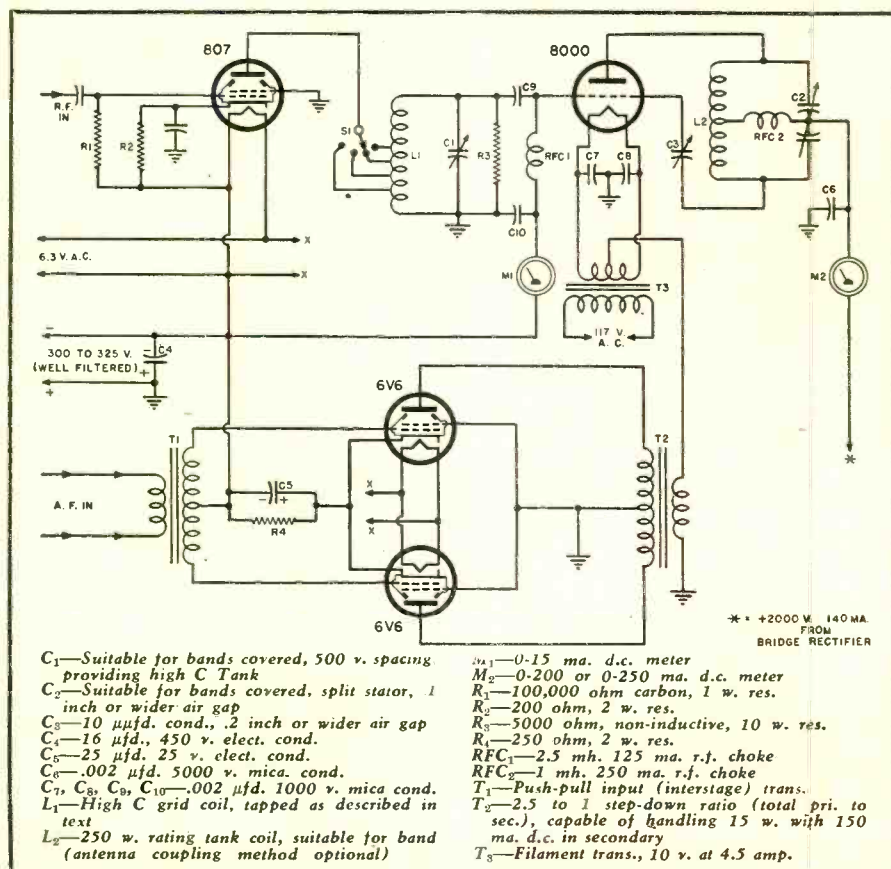 807
8000
R.F.
IN
R1
R2
S1
L1
C1
R3
C9
RFC 1
C10
C7
C8
C3
L2
RFC 2
C2
C6
6.3 V. A.C.
X
X
M1
T3
117 V.
A. C.
M2
−
300 TO 325 V.
(WELL FILTERED)
+
− C4
+
6V6
T1
T2
*
A. F. IN
C5
− +
R4
X
X
6V6
* = +2000 V. 140 MA.
FROM
BRIDGE RECTIFIER
C1—Suitable for bands covered, 500 v. spacing
providing high C Tank
C2—Suitable for bands covered, split stator, .1
inch or wider air gap
C3—10 μμfd. cond., .2 inch or wider air gap
C4—16 μfd., 450 v. elect. cond.
C5—25 μfd. 25 v. elect. cond.
C6—.002 μfd. 5000 v. mica. cond.
C7, C8, C9, C10—.002 μfd. 1000 v. mica cond.
L1—High C grid coil, tapped as described in
text
L2—250 w. rating tank coil, suitable for band
(antenna coupling method optional)
M1—0-15 ma. d.c. meter
M2—0-200 or 0-250 ma. d.c. meter
R1—100,000 ohm carbon, 1 w. res.
R2—200 ohm, 2 w. res.
R3—5000 ohm, non-inductive, 10 w. res.
R4—250 ohm, 2 w. res.
RFC1—2.5 mh. 125 ma. r.f. choke
RFC2—1 mh. 250 ma. r.f. choke
T1—Push-pull input (interstage) trans.
T2—2.5 to 1 step-down ratio (total pri. to
sec.), capable of handling 15 w. with 150
ma. d.c. in secondary
T3—Filament trans., 10 v. at 4.5 amp.